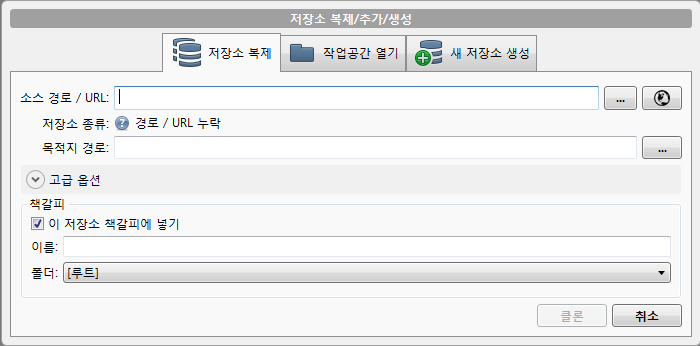 저장소 복제/추가/생성
저장소 복제 작업공간 열기 새 저장소 생성
소스 경로 / URL: ...
저장소 종류: ? 경로 / URL 누락
목적지 경로: ...
고급 옵션
책갈피
이 저장소 책갈피에 넣기
이름:
폴더: [루트]
클론 취소